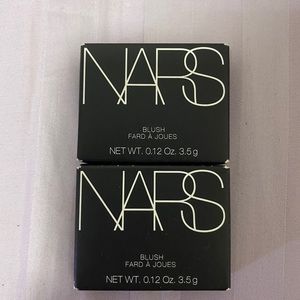 NARS
BLUSH
FARD À JOUES
NET WT. 0.12 Oz. 3.5 g
NARS
BLUSH
FARD À JOUES
NET WT. 0.12 Oz. 3.5 g